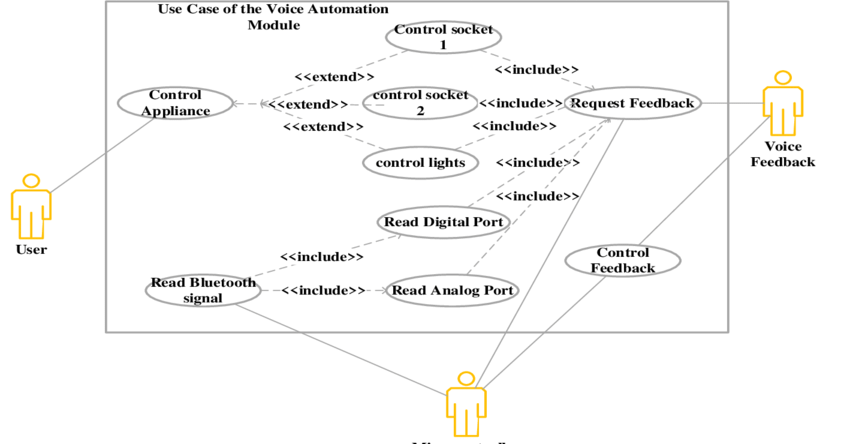 Use Case of the Voice Automation
Module
Control socket
1
<<extend>>
<<include>>
Control
Appliance
<<extend>>
control socket
2
<<include>>
Request Feedback
<<extend>>
<<include>>
Voice
Feedback
control lights
<<include>>
<<include>>
User
Read Digital Port
<<include>>
Control
Feedback
Read Bluetooth
signal
<<include>>
Read Analog Port